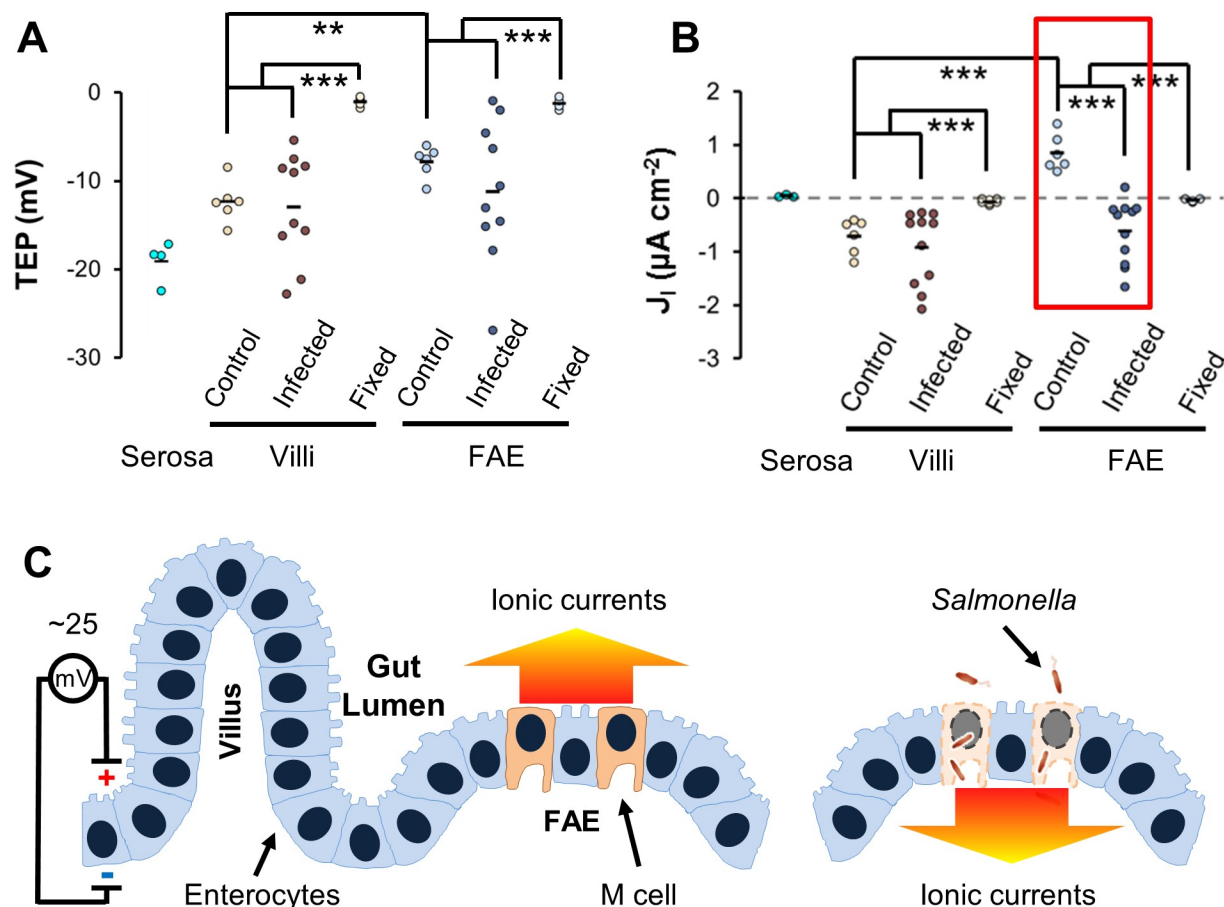 A
**
***
***
TEP (mV)
0
-10
-20
-30
Control
Infected
Fixed
Control
Infected
Fixed
Serosa
Villi
FAE
B
***
***
***
***
J_I (µA cm⁻²)
2
1
0
-1
-2
-3
Control
Infected
Fixed
Control
Infected
Fixed
Serosa
Villi
FAE
C
~25
mV
+
-
Villus
Gut
Lumen
Ionic currents
Salmonella
FAE
Enterocytes
M cell
Ionic currents